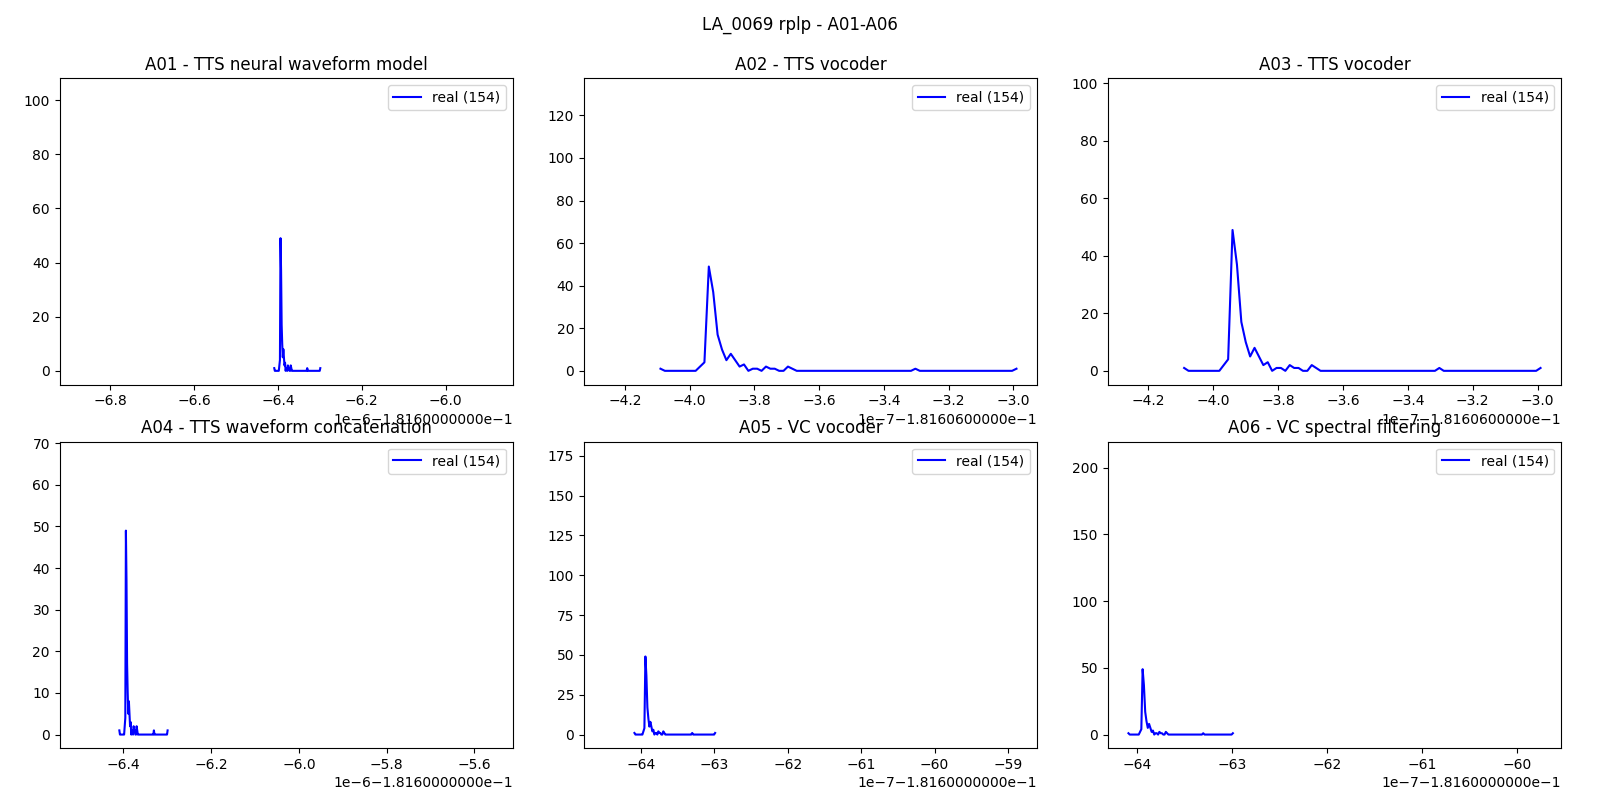 LA_0069 rplp - A01-A06
A01 - TTS neural waveform model
A02 - TTS vocoder
A03 - TTS vocoder
real (154)
real (154)
real (154)
100
80
60
40
20
0
120
100
80
60
40
20
0
100
80
60
40
20
0
−6.8 −6.6 −6.4 −6.2 −6.0
1e−6−1.8160000000e−1
−4.2 −4.0 −3.8 −3.6 −3.4 −3.2 −3.0
1e−7−1.8160600000e−1
−4.2 −4.0 −3.8 −3.6 −3.4 −3.2 −3.0
1e−7−1.8160600000e−1
A04 - TTS waveform concatenation
A05 - VC vocoder
A06 - VC spectral filtering
real (154)
real (154)
real (154)
70
60
50
40
30
20
10
0
175
150
125
100
75
50
25
0
200
150
100
50
0
−6.4 −6.2 −6.0 −5.8 −5.6
1e−6−1.8160000000e−1
−64 −63 −62 −61 −60 −59
1e−7−1.8160000000e−1
−64 −63 −62 −61 −60
1e−7−1.8160000000e−1